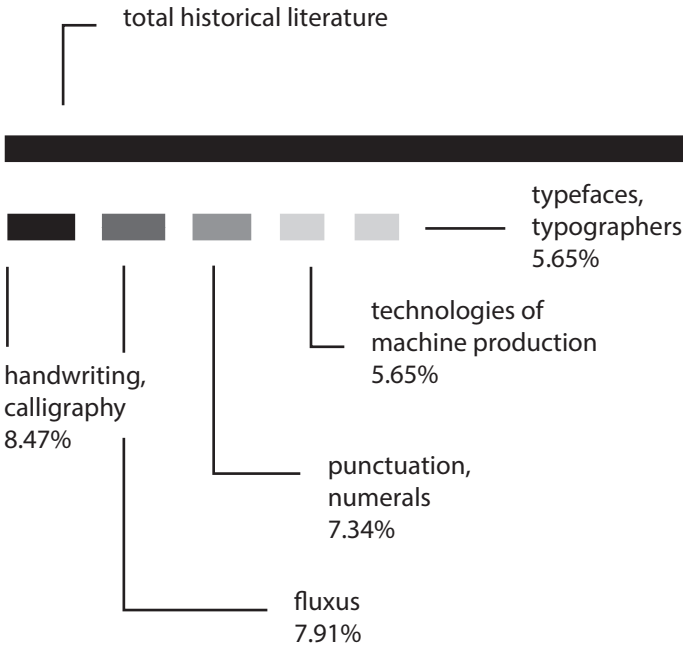 total historical literature
typefaces,
typographers
5.65%
technologies of
machine production
5.65%
handwriting,
calligraphy
8.47%
punctuation,
numerals
7.34%
fluxus
7.91%